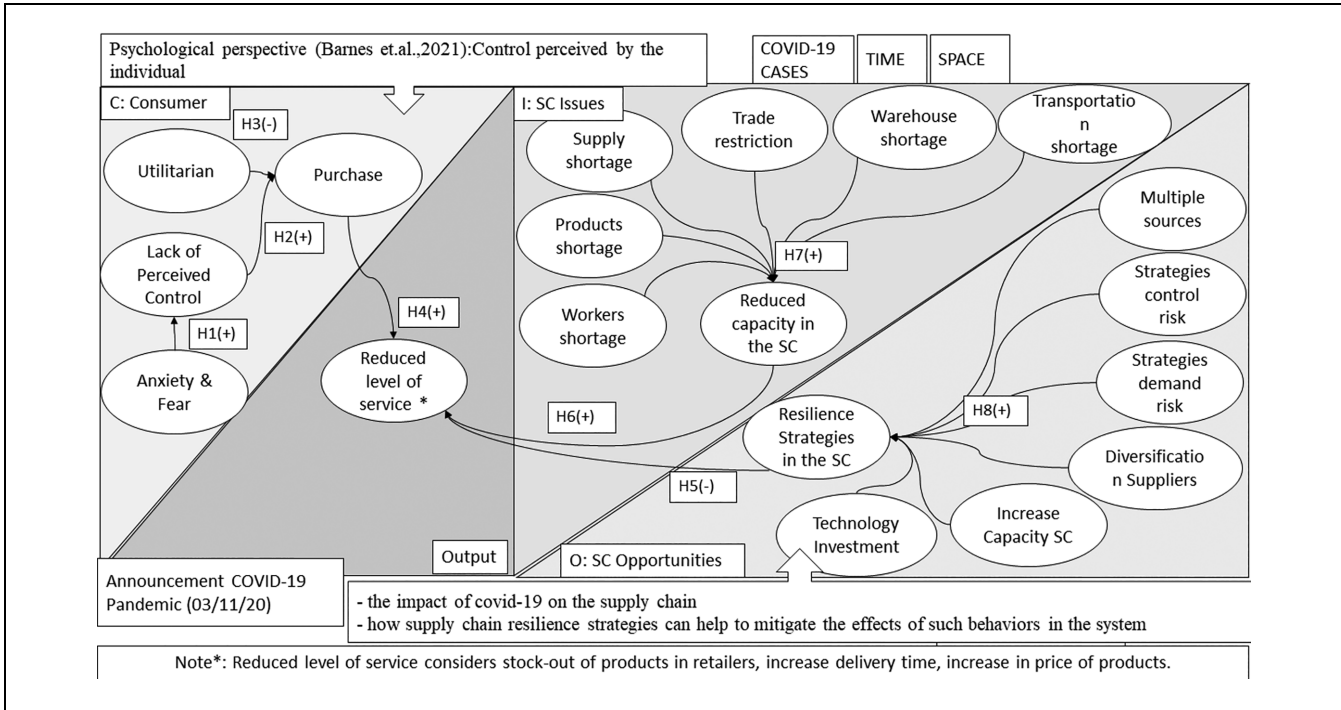 Psychological perspective (Barnes et.al.,2021):Control perceived by the
individual
COVID-19
CASES
TIME
SPACE
C: Consumer
H3(-)
Utilitarian
Purchase
H2(+)
Lack of
Perceived
Control
H1(+)
Anxiety &
Fear
H4(+)
Reduced
level of
service *
Output
Announcement COVID-19
Pandemic (03/11/20)
I: SC Issues
Supply
shortage
Trade
restriction
Warehouse
shortage
Transportatio
n
shortage
Products
shortage
Workers
shortage
H7(+)
Reduced
capacity in
the SC
H6(+)
H5(-)
Multiple
sources
Strategies
control
risk
Strategies
demand
risk
H8(+)
Resilience
Strategies
in the SC
Diversificatio
n Suppliers
Increase
Capacity SC
Technology
Investment
O: SC Opportunities
- the impact of covid-19 on the supply chain
- how supply chain resilience strategies can help to mitigate the effects of such behaviors in the system
Note*: Reduced level of service considers stock-out of products in retailers, increase delivery time, increase in price of products.